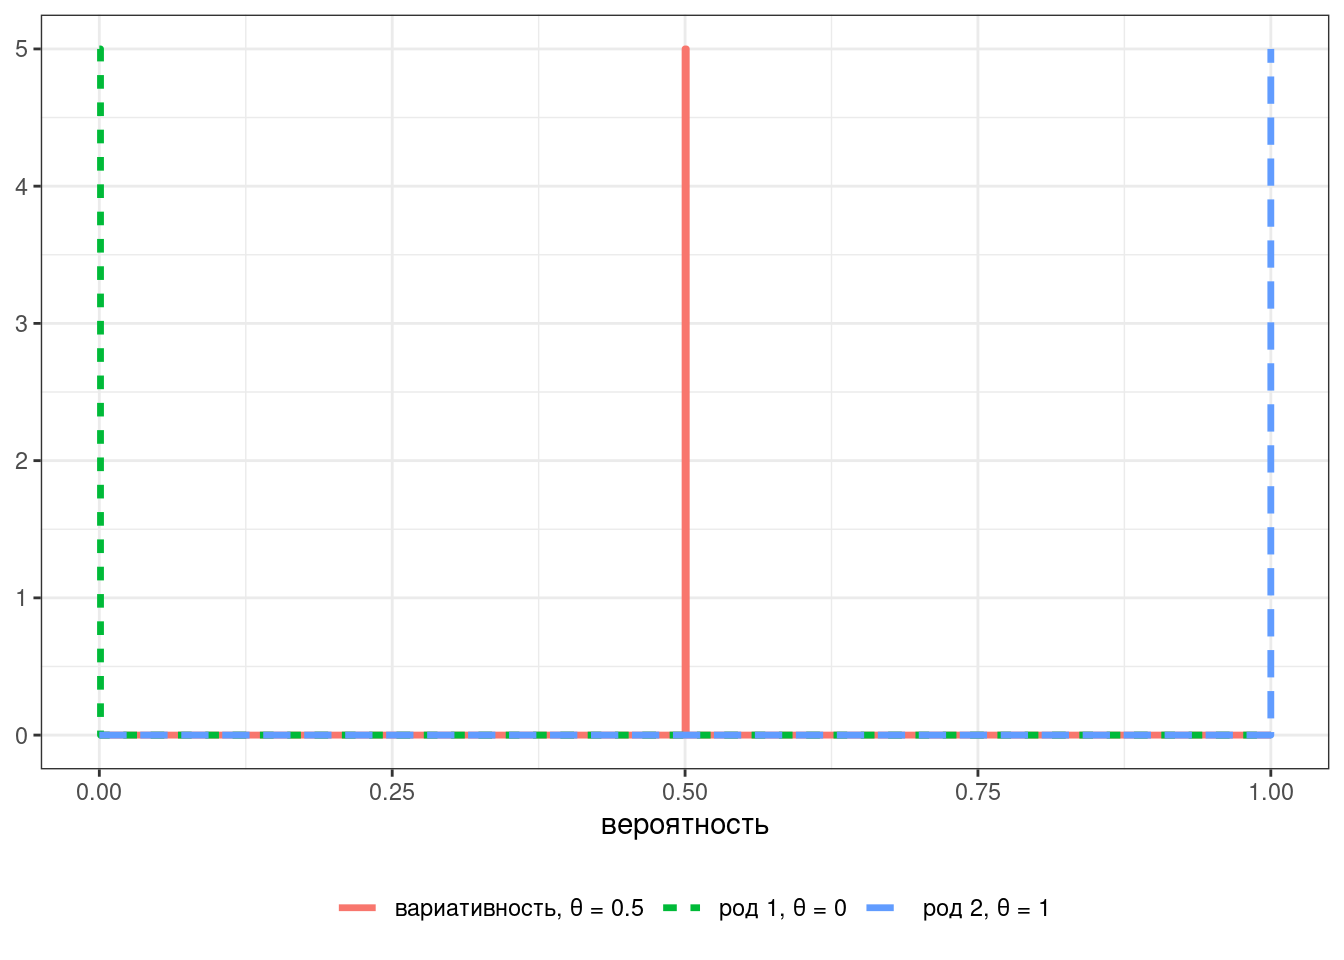 5
4
3
2
1
0
0.00 0.25 0.50 0.75 1.00
вероятность
вариативность, θ = 0.5 род 1, θ = 0 род 2, θ = 1